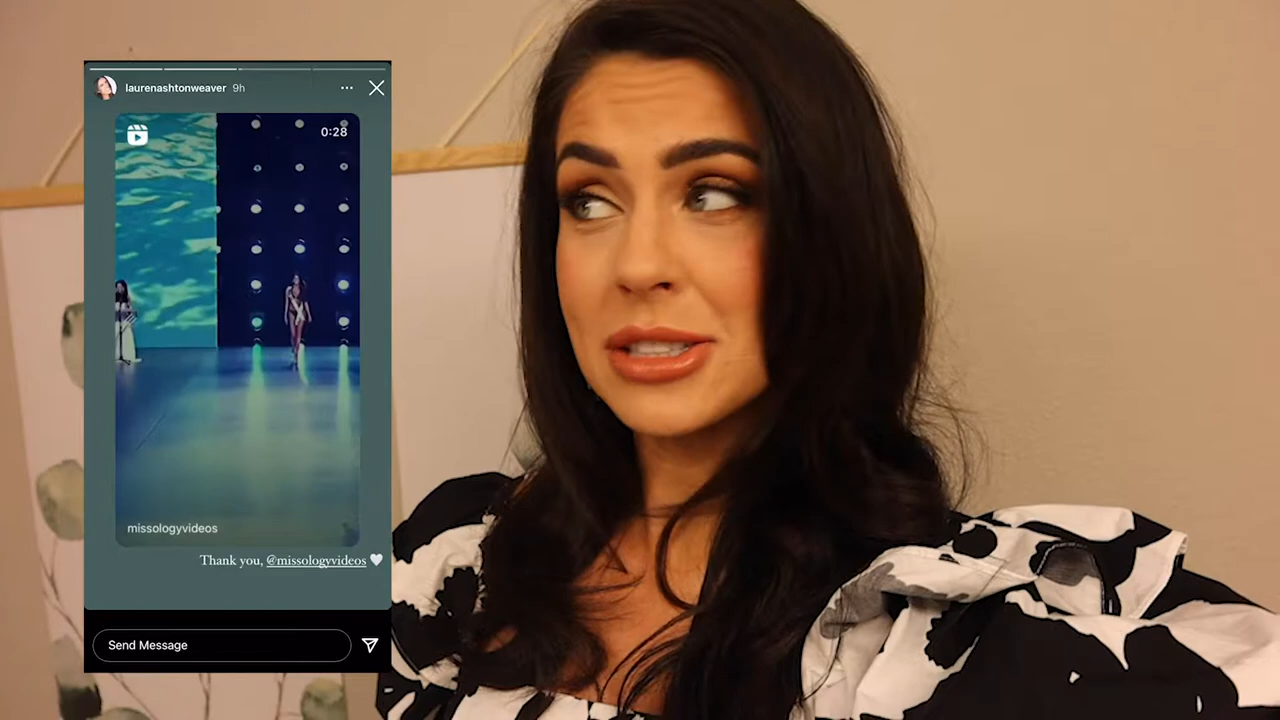 laurenashtonweaver 9h
0:28
missologyvideos
Thank you, @missologyvideos 🤍
Send Message